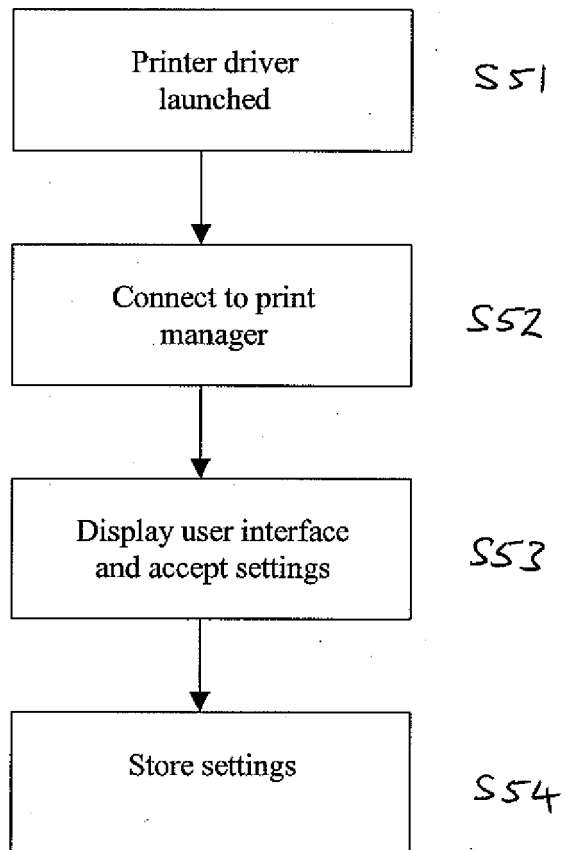 Printer driver
launched
S51
Connect to print
manager
S52
Display user interface
and accept settings
S53
Store settings
S54